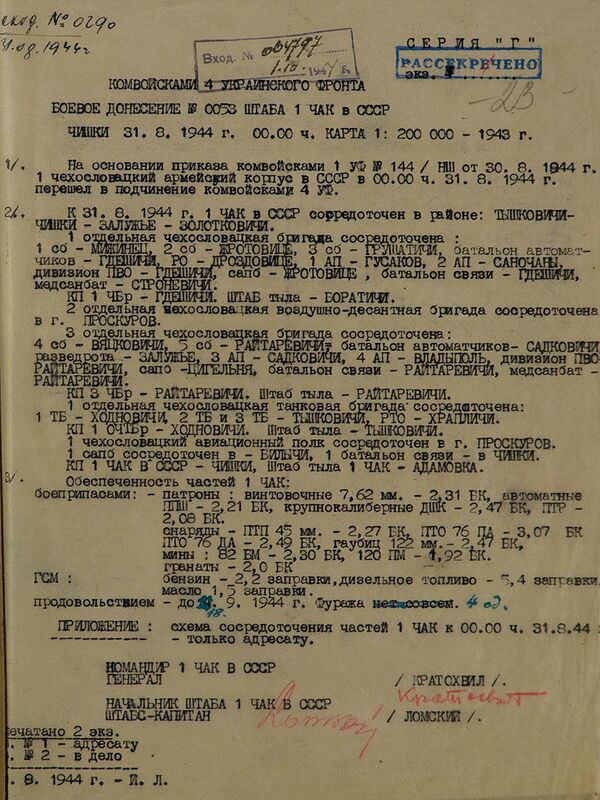 вход. № 0290
1944г
Вход. № 004797
1.IX-1944 г.
СЕРИЯ "Г"
РАССЕКРЕЧЕНО
экз. №
КОМВОЙСКАМИ 4 УКРАИНСКОГО ФРОНТА
БОЕВОЕ ДОНЕСЕНИЕ № 0053 ШТАБА 1 ЧАК в СССР
ЧИШКИ 31. 8. 1944 г. 00.00 ч. КАРТА 1: 200 000 - 1943 г.
1/. На основании приказа комвойсками 1 УФ № 144 / НШ от 30. 8. 1944 г.
1 чехословацкий армейский корпус в СССР в 00.00 ч. 31. 8. 1944 г.
перешел в подчинение комвойсками 4 УФ.
2/. К 31. 8. 1944 г. 1 ЧАК в СССР сосредоточен в районе: ТЫШКОВИЧИ-
ЧИШКИ - ЗАЛУЖЬЕ - ЗОЛОТКОВИЧИ.
1 отдельная чехословацкая бригада сосредоточена :
1 сб - МИЖИНЕЦ, 2 сб - ЖРОТОВИЦЕ, 3 сб - ГРУШАТИЧИ, батальон автомат-
чиков - ГДЕШИЧИ, РО - ДРОЗДОВИЦЕ, 1 АП - ГУСАКОВ, 2 АП - САНОЧАНЫ,
дивизион ПВО - ГДЕШИЧИ, сапб - ЖРОТОВИЦЕ , батальон связи - ГДЕШИЧИ,
медсанбат - СТРОНЕВИЧИ.
КП 1 ЧБр - ГДЕШИЧИ. ШТАБ тыла - БОРАТИЧИ.
2 отдельная чехословацкая воздушно-десантная бригада сосредоточена
в г. ПРОСКУРОВ.
3 отдельная чехословацкая бригада сосредоточена:
4 сб - ВЯЦКОВИЧИ, 5 сб - РАЙТАРЕВИЧИ, батальон автоматчиков- САДКОВИЧИ
разведрота - ЗАЛУЖЬЕ, 3 АП - САДКОВИЧИ, 4 АП - ВЛАДЫПОЛЬ, дивизион ПВО
РАЙТАРЕВИЧИ, сапб -ЦИГЕЛЬНЯ, батальон связи - РАЙТАРЕВИЧИ, медсанбат -
РАЙТАРЕВИЧИ.
КП 3 ЧБр - РАЙТАРЕВИЧИ. Штаб тыла - РАЙТАРЕВИЧИ.
1 отдельная чехословацкая танковая бригада сосредоточена:
1 ТБ - ХОДНОВИЧИ, 2 ТБ и 3 ТБ - ТЫШКОВИЧИ, РТО - ХРАПЛИЧИ.
КП 1 ОЧТБр - ХОДНОВИЧИ. Штаб тыла - ТЫШКОВИЧИ.
1 чехословацкий авиационный полк сосредоточен в г. ПРОСКУРОВ.
1 сапб сосредоточен в - БИЛЫЧИ, 1 батальон связи - в ЧИШКИ.
КП 1 ЧАК В СССР - ЧИШКИ, Штаб тыла 1 ЧАК - АДАМОВКА.
3/. Обеспеченность частей 1 ЧАК:
боеприпасами: - патроны : винтовочные 7,62 мм. - 2,31 БК, автоматные
ППШ - 2,21 БК, крупнокалиберные ДШК - 2,47 БК, ПТР -
- 2,08 БК.
снаряды - ПТП 45 мм. - 2,27 БК, ПТО 76 ПА - 3,07 БК
ПТО 76 ДА - 2,49 БК, гаубиц 122 мм.- 2,47 БК,
мины : 82 БМ - 2,30 БК, 120 ПМ - 1,92 БК.
гранаты - 2,0 БК
ГСМ : бензин - 2,2 заправки,дизельное топливо - 5,4 заправки,
масло 1,5 заправки.
продовольствием - до 18. 9. 1944 г. Фуража нет совсем. 4 од.
ПРИЛОЖЕНИЕ : схема сосредоточения частей 1 ЧАК к 00.00 ч. 31.8.44 г
- только адресату.
КОМАНДИР 1 ЧАК В СССР
ГЕНЕРАЛ / КРАТОХВИЛ /.
НАЧАЛЬНИК ШТАБА 1 ЧАК в СССР
ШТАБС-КАПИТАН / ЛОМСКИЙ /.
ечатано 2 экз.
. № 1 - адресату
. № 2 - в дело
. 8. 1944 г. - Й. Л.